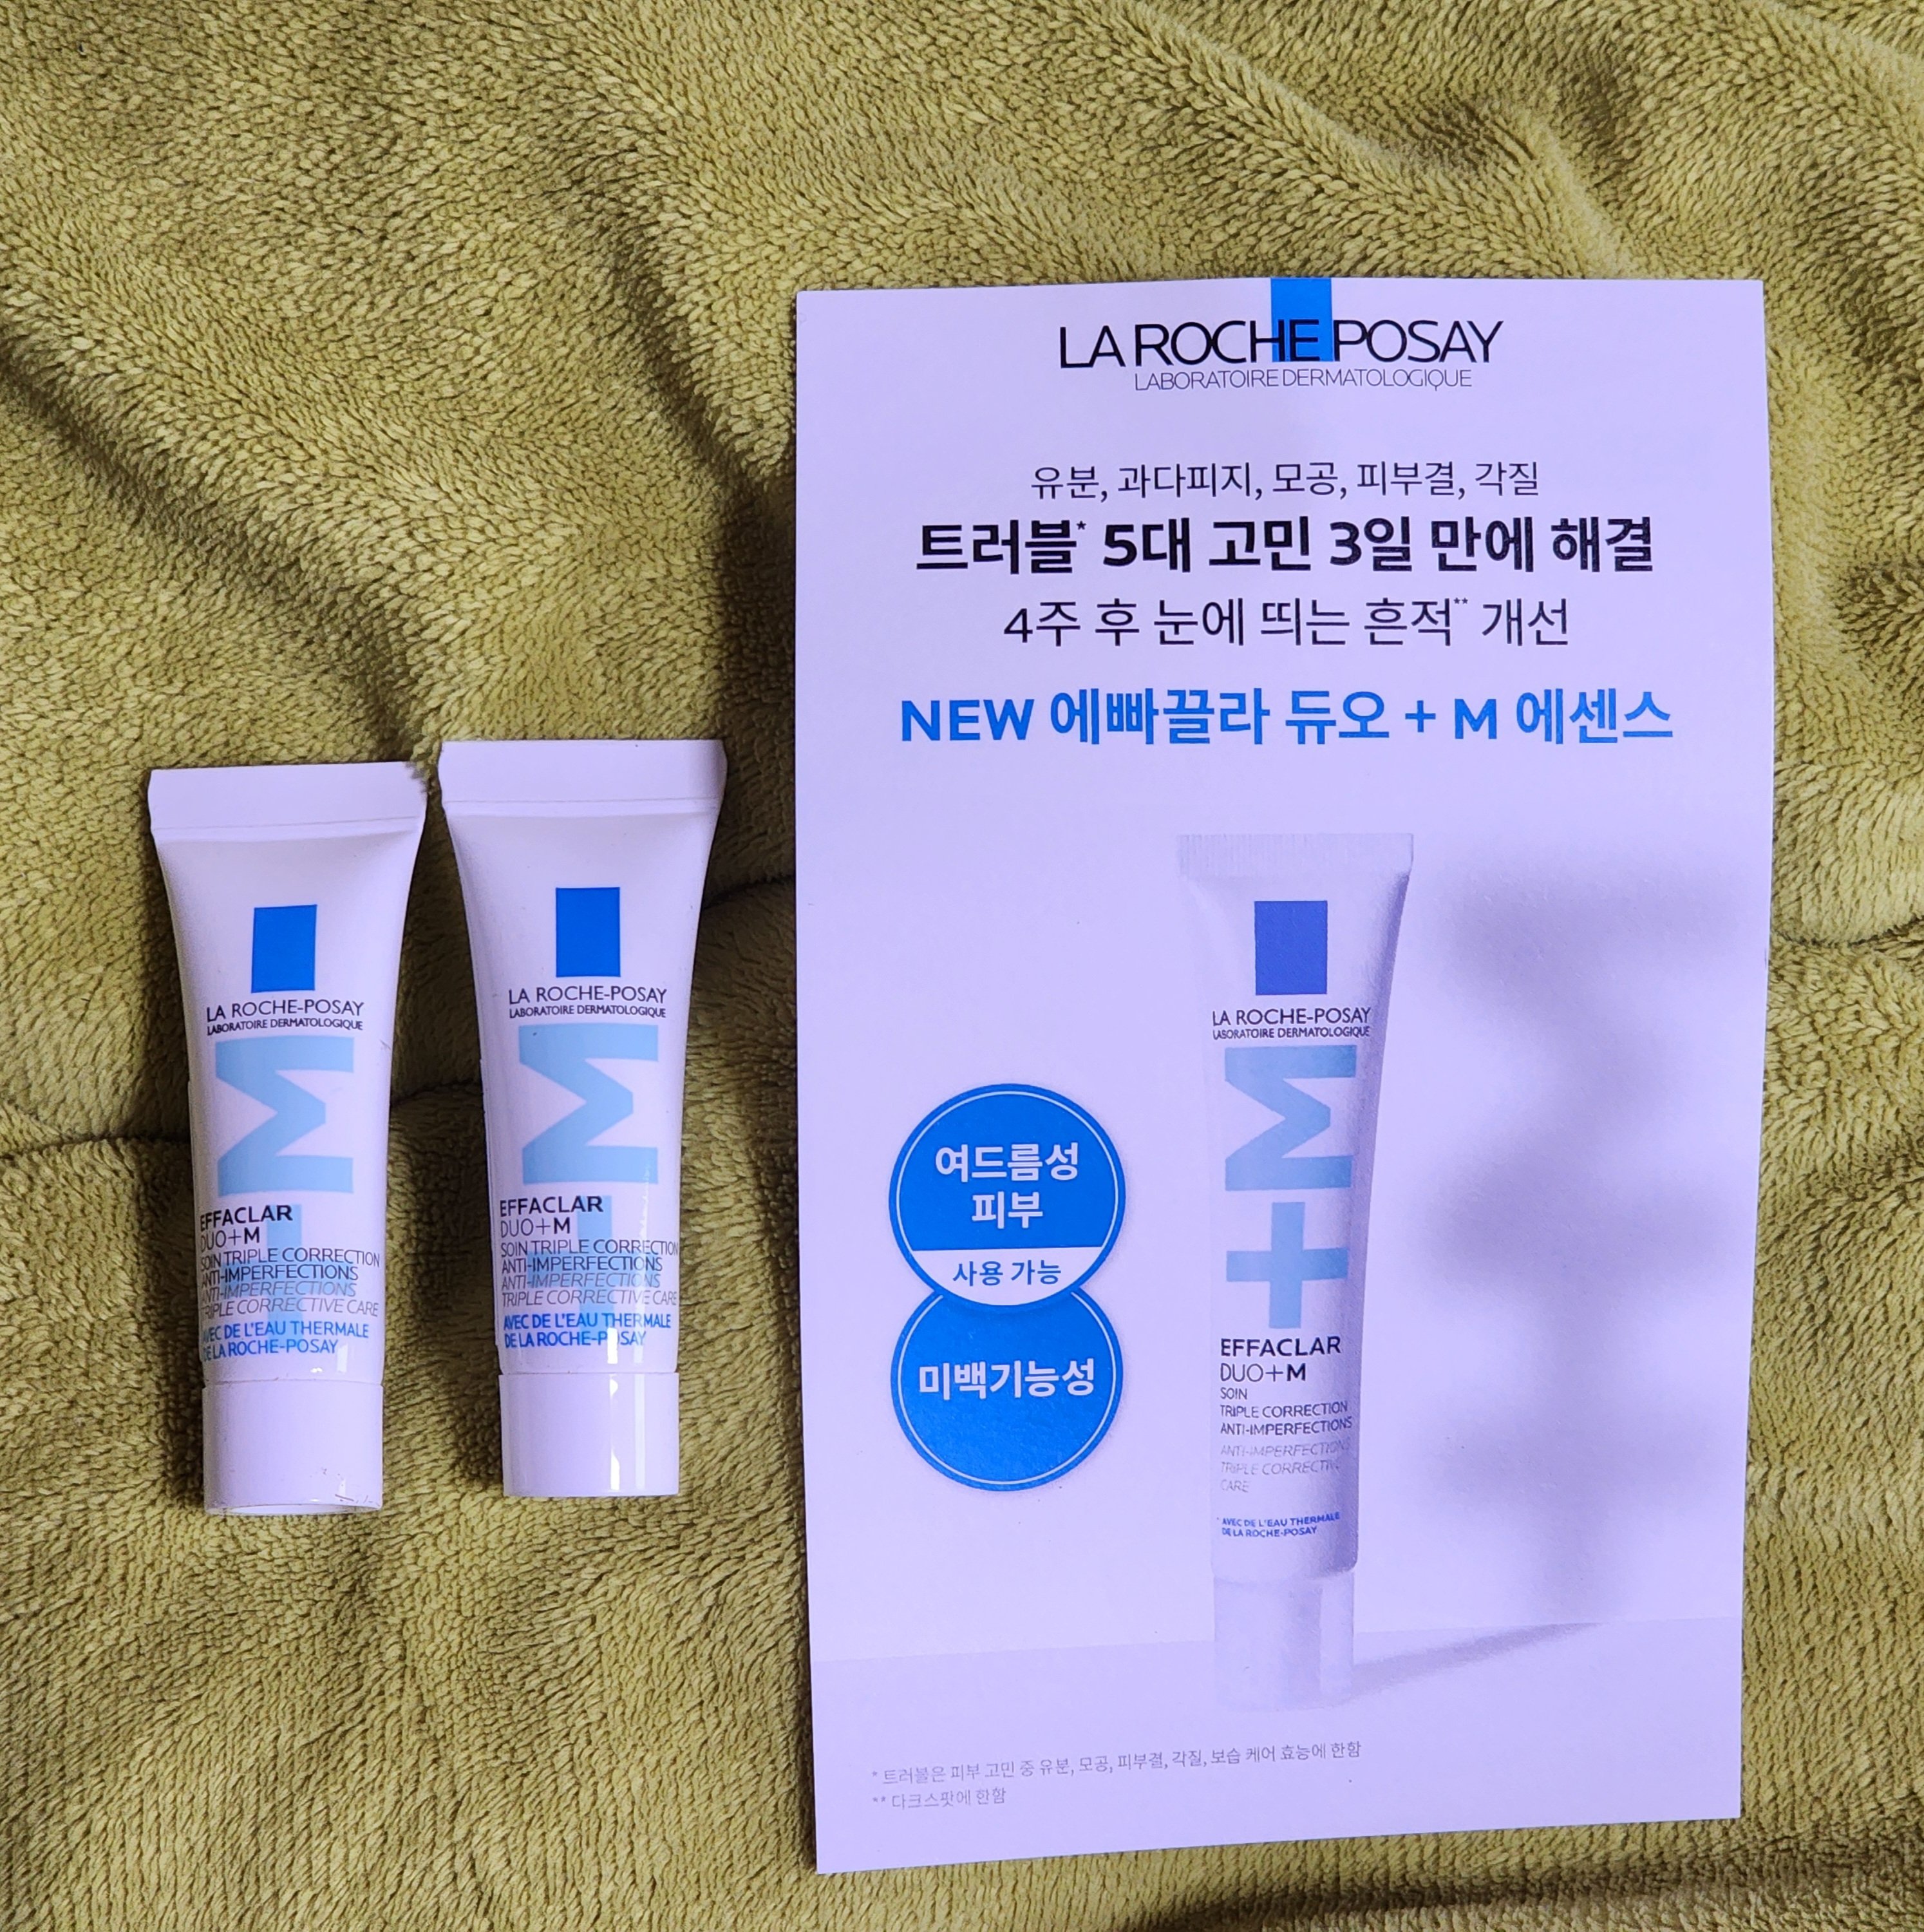 LA ROCHE-POSAY
LABORATOIRE DERMATOLOGIQUE
M
EFFACLAR
DUO+M
SOIN TRIPLE CORRECTION
ANTI-IMPERFECTIONS
ANTI-IMPERFECTIONS
TRIPLE CORRECTIVE CARE
AVEC DE L'EAU THERMALE
DE LA ROCHE-POSAY
LA ROCHE-POSAY
LABORATOIRE DERMATOLOGIQUE
M
EFFACLAR
DUO+M
SOIN TRIPLE CORRECTION
ANTI-IMPERFECTIONS
ANTI-IMPERFECTIONS
TRIPLE CORRECTIVE CARE
AVEC DE L'EAU THERMALE
DE LA ROCHE-POSAY
LA ROCHE POSAY
LABORATOIRE DERMATOLOGIQUE
유분, 과다피지, 모공, 피부결, 각질
트러블* 5대 고민 3일 만에 해결
4주 후 눈에 띄는 흔적** 개선
NEW 에빠끌라 듀오 + M 에센스
여드름성
피부
사용 가능
미백기능성
LA ROCHE-POSAY
LABORATOIRE DERMATOLOGIQUE
+M
EFFACLAR
DUO+M
SOIN
TRIPLE CORRECTION
ANTI-IMPERFECTIONS
ANTI-IMPERFECTIONS
TRIPLE CORRECTIVE
CARE
AVEC DE L'EAU THERMALE
DE LA ROCHE-POSAY
* 트러블은 피부 고민 중 유분, 모공, 피부결, 각질, 보습 케어 효능에 한함
** 다크스팟에 한함